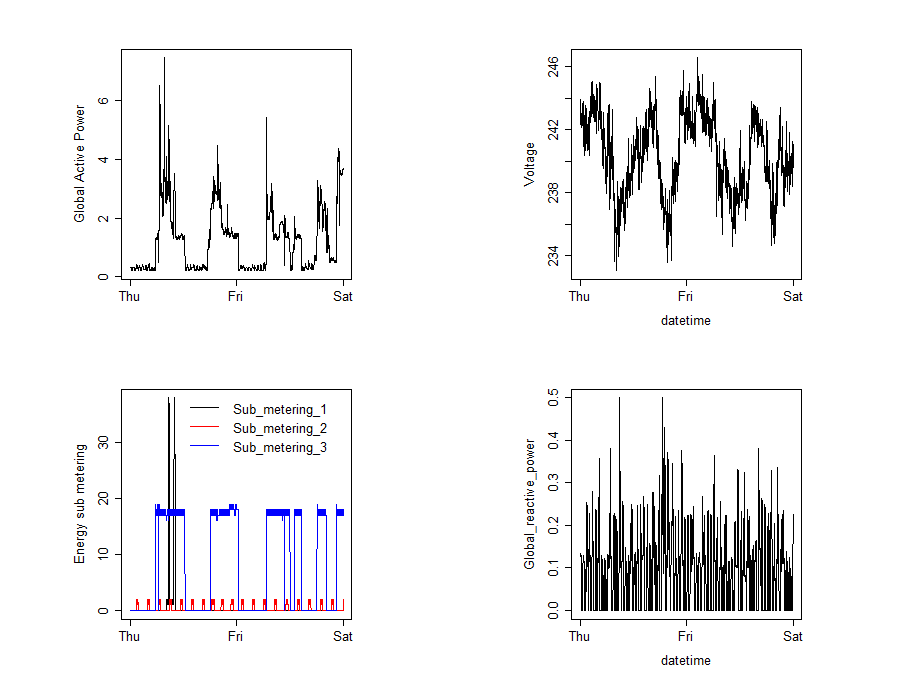 Global Active Power
0
2
4
6
Thu
Fri
Sat
Voltage
234
238
242
246
Thu
Fri
Sat
datetime
Energy sub metering
0
10
20
30
Sub_metering_1
Sub_metering_2
Sub_metering_3
Thu
Fri
Sat
Global_reactive_power
0.0
0.1
0.2
0.3
0.4
0.5
Thu
Fri
Sat
datetime